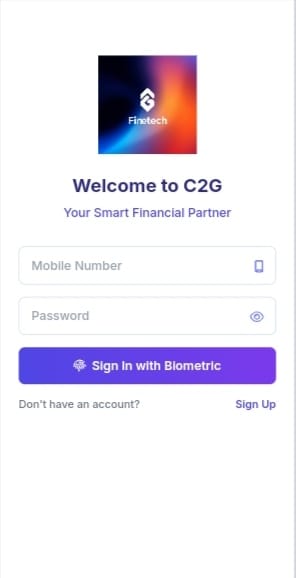 Finetech
Welcome to C2G
Your Smart Financial Partner
Mobile Number
Password
Sign In with Biometric
Don't have an account? Sign Up